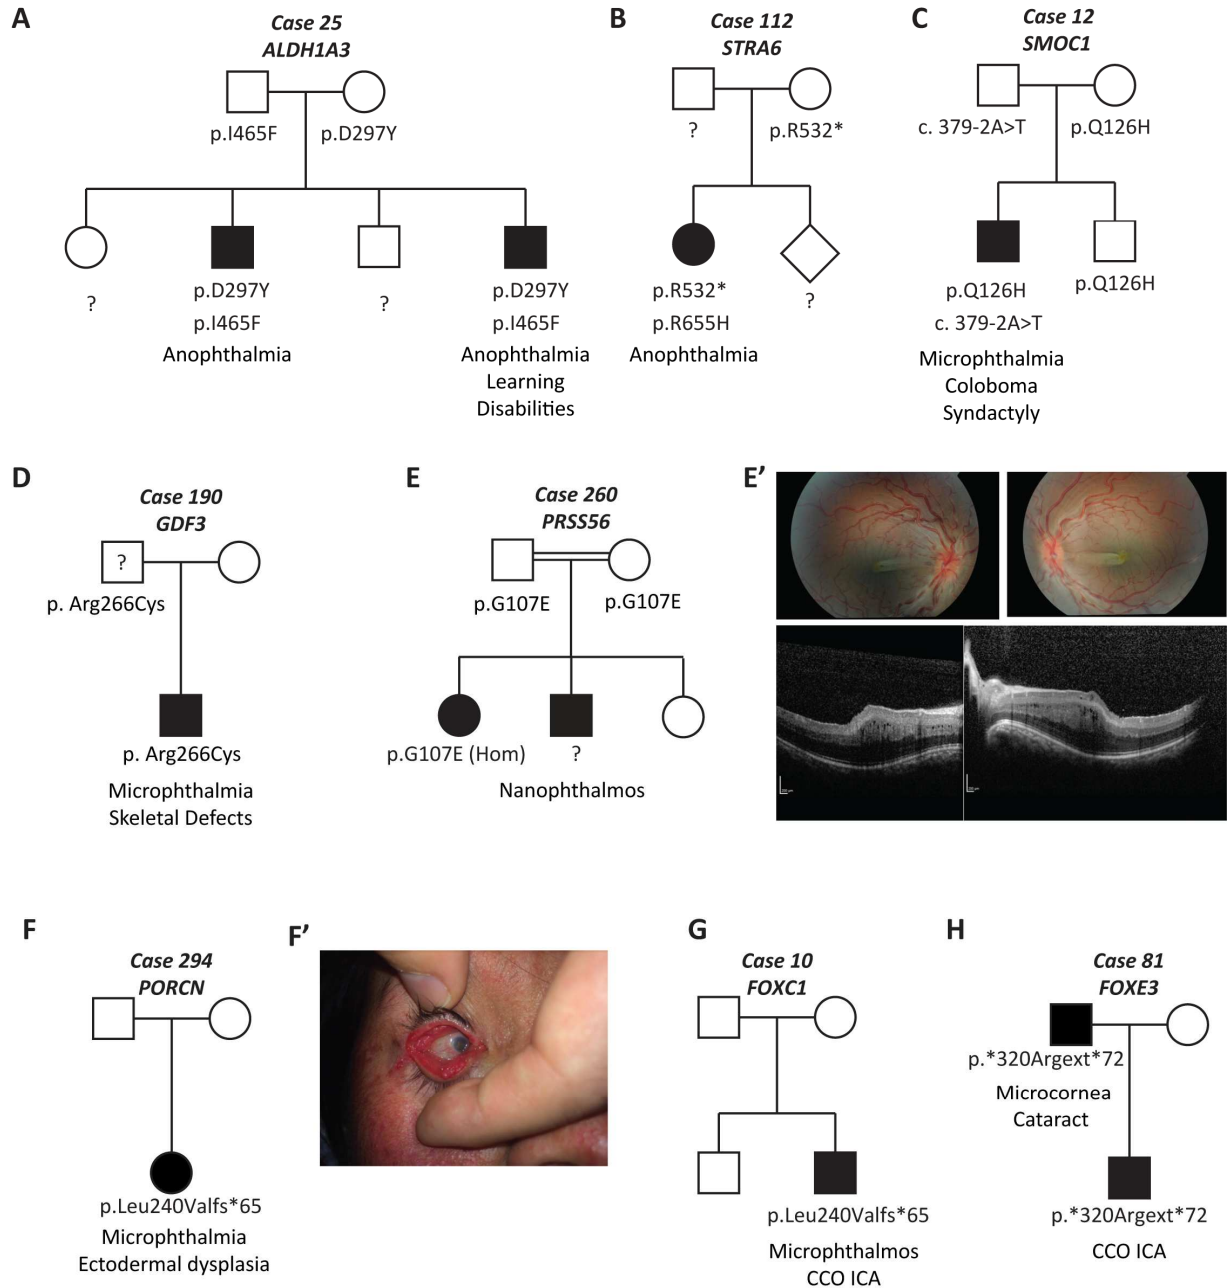 A
Case 25
ALDH1A3
p.I465F
p.D297Y
?
p.D297Y
p.I465F
Anophthalmia
?
p.D297Y
p.I465F
Anophthalmia
Learning
Disabilities
B
Case 112
STRA6
?
p.R532*
p.R532*
p.R655H
Anophthalmia
?
C
Case 12
SMOC1
c. 379-2A>T
p.Q126H
p.Q126H
c. 379-2A>T
Microphthalmia
Coloboma
Syndactyly
p.Q126H
D
Case 190
GDF3
?
p. Arg266Cys
p. Arg266Cys
Microphthalmia
Skeletal Defects
E
Case 260
PRSS56
p.G107E
p.G107E
p.G107E (Hom)
?
Nanophthalmos
E’
F
Case 294
PORCN
p.Leu240Valfs*65
Microphthalmia
Ectodermal dysplasia
F’
G
Case 10
FOXC1
p.Leu240Valfs*65
Microphthalmos
CCO ICA
H
Case 81
FOXE3
p.*320Argext*72
Microcornea
Cataract
p.*320Argext*72
CCO ICA